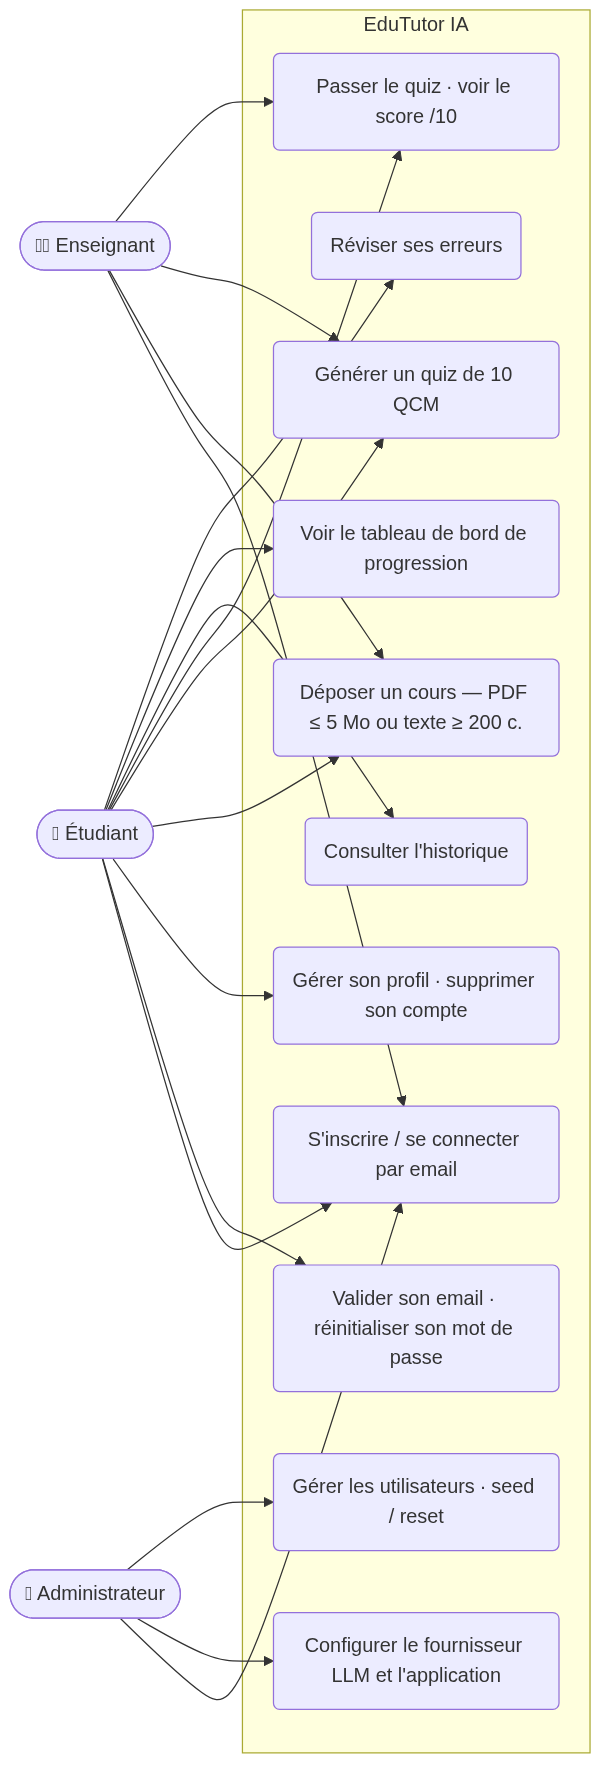 EduTutor IA
Passer le quiz · voir le
score /10
Enseignant
Réviser ses erreurs
Générer un quiz de 10
QCM
Voir le tableau de bord de
progression
Déposer un cours — PDF
≤ 5 Mo ou texte ≥ 200 c.
Étudiant
Consulter l'historique
Gérer son profil · supprimer
son compte
S'inscrire / se connecter
par email
Valider son email ·
réinitialiser son mot de
passe
Gérer les utilisateurs · seed
/ reset
Administrateur
Configurer le fournisseur
LLM et l'application